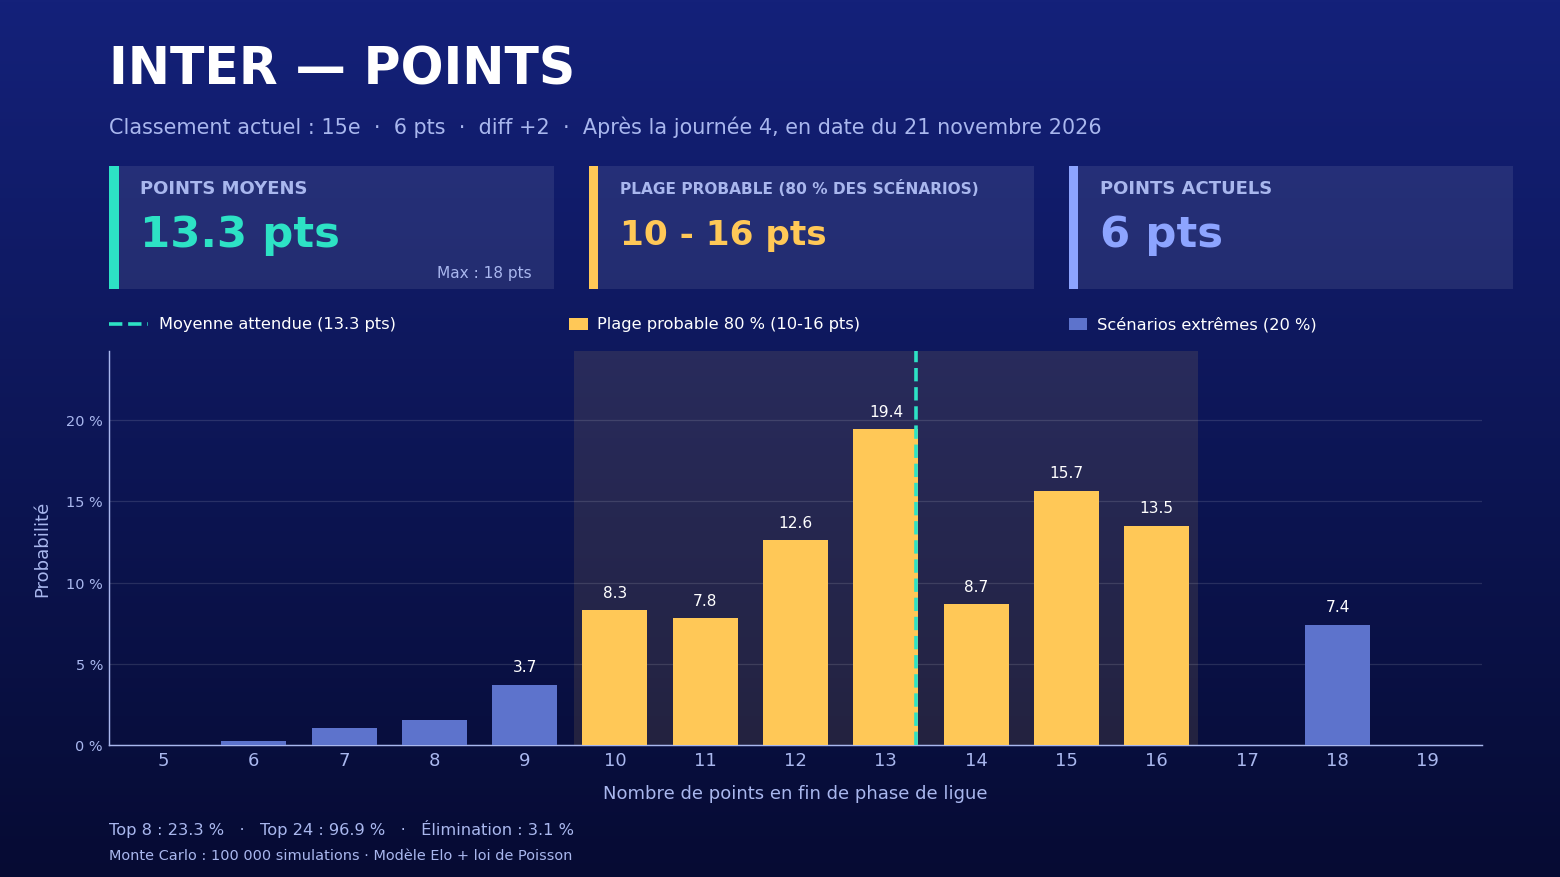 INTER — POINTS
Classement actuel : 15e · 6 pts · diff +2 · Après la journée 4, en date du 21 novembre 2026
POINTS MOYENS
13.3 pts
Max : 18 pts
PLAGE PROBABLE (80 % DES SCÉNARIOS)
10 - 16 pts
POINTS ACTUELS
6 pts
Moyenne attendue (13.3 pts)
Plage probable 80 % (10-16 pts)
Scénarios extrêmes (20 %)
Probabilité
20 %
15 %
10 %
5 %
0 %
3.7
8.3
7.8
12.6
19.4
8.7
15.7
13.5
7.4
5 6 7 8 9 10 11 12 13 14 15 16 17 18 19
Nombre de points en fin de phase de ligue
Top 8 : 23.3 % · Top 24 : 96.9 % · Élimination : 3.1 %
Monte Carlo : 100 000 simulations · Modèle Elo + loi de Poisson